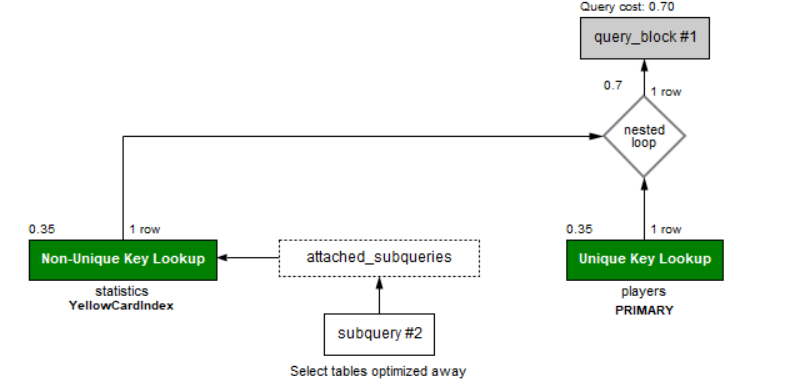 Query cost: 0.70
query_block #1
0.7
1 row
nested
loop
0.35
1 row
0.35
1 row
Non-Unique Key Lookup
attached_subqueries
Unique Key Lookup
statistics
YellowCardIndex
players
PRIMARY
subquery #2
Select tables optimized away